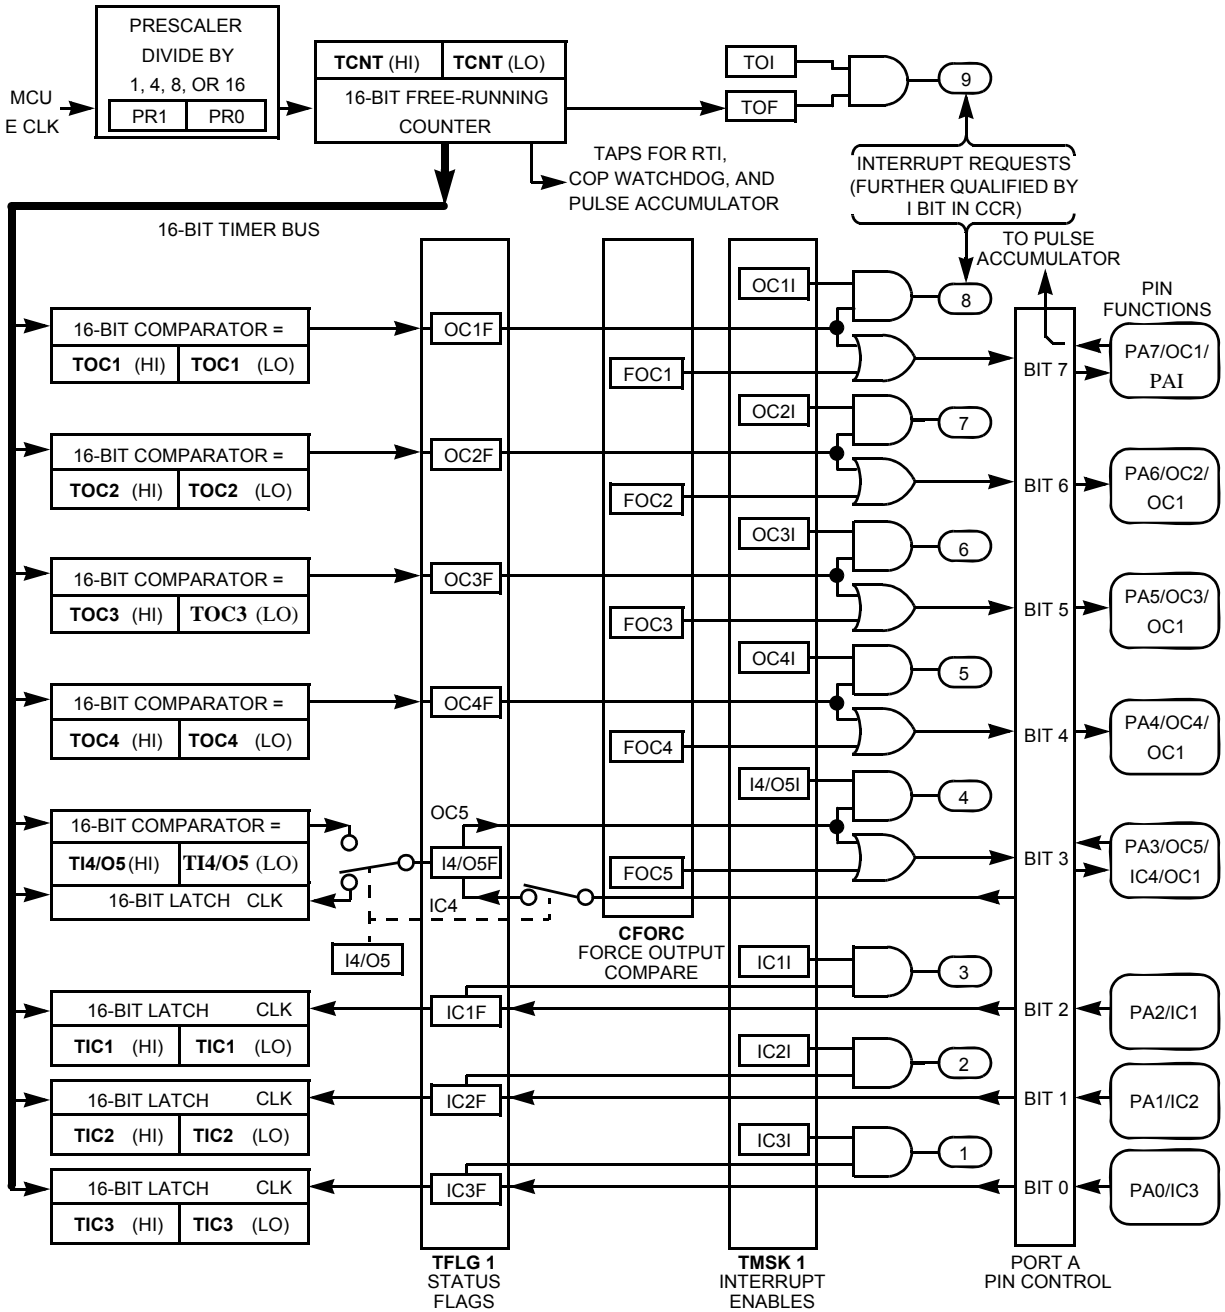 PRESCALER
DIVIDE BY
1, 4, 8, OR 16
PR1 PR0
MCU
E CLK
TCNT (HI) TCNT (LO)
16-BIT FREE-RUNNING
COUNTER
TOI
TOF
9
TAPS FOR RTI,
COP WATCHDOG, AND
PULSE ACCUMULATOR
INTERRUPT REQUESTS
(FURTHER QUALIFIED BY
I BIT IN CCR)
16-BIT TIMER BUS
TO PULSE
ACCUMULATOR
PIN
FUNCTIONS
OC1I
8
16-BIT COMPARATOR =
TOC1 (HI) TOC1 (LO)
OC1F
FOC1
BIT 7
PA7/OC1/
PAI
OC2I
7
16-BIT COMPARATOR =
TOC2 (HI) TOC2 (LO)
OC2F
FOC2
BIT 6
PA6/OC2/
OC1
OC3I
6
16-BIT COMPARATOR =
TOC3 (HI) TOC3 (LO)
OC3F
FOC3
BIT 5
PA5/OC3/
OC1
OC4I
5
16-BIT COMPARATOR =
TOC4 (HI) TOC4 (LO)
OC4F
FOC4
BIT 4
PA4/OC4/
OC1
I4/O5I
4
16-BIT COMPARATOR =
TI4/O5 (HI) TI4/O5 (LO)
16-BIT LATCH CLK
OC5
I4/O5F
IC4
FOC5
BIT 3
PA3/OC5/
IC4/OC1
I4/O5
CFORC
FORCE OUTPUT
COMPARE
IC1I
3
16-BIT LATCH CLK
TIC1 (HI) TIC1 (LO)
IC1F
BIT 2
PA2/IC1
IC2I
2
16-BIT LATCH CLK
TIC2 (HI) TIC2 (LO)
IC2F
BIT 1
PA1/IC2
IC3I
1
16-BIT LATCH CLK
TIC3 (HI) TIC3 (LO)
IC3F
BIT 0
PA0/IC3
TFLG 1
STATUS
FLAGS
TMSK 1
INTERRUPT
ENABLES
PORT A
PIN CONTROL